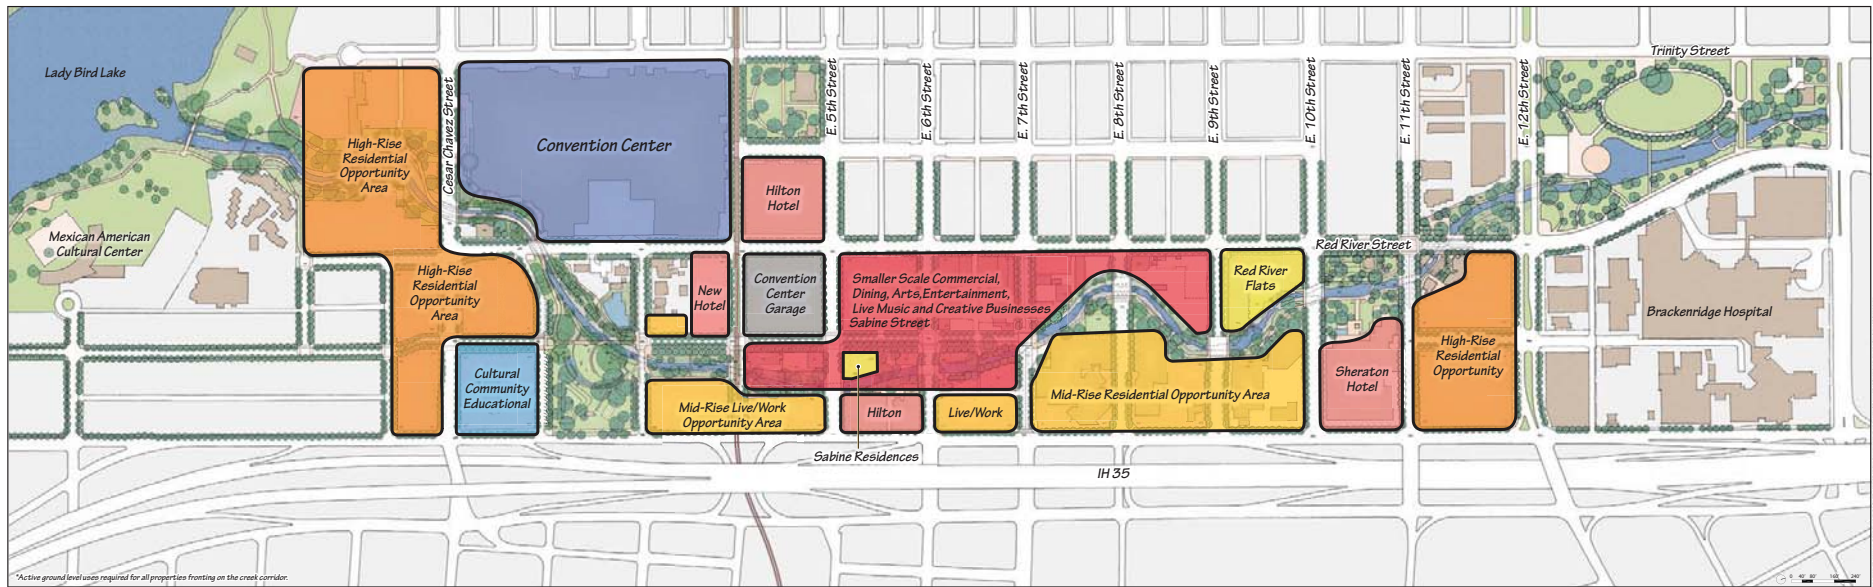 Lady Bird Lake
Mexican American
Cultural Center
High-Rise
Residential
Opportunity
Area
High-Rise
Residential
Opportunity
Area
Cesar Chavez Street
Convention Center
Cultural
Community
Educational
New
Hotel
Mid-Rise Live/Work
Opportunity Area
Hilton
Hotel
Convention
Center
Garage
E. 5th Street
E. 6th Street
E. 7th Street
E. 8th Street
E. 9th Street
E. 10th Street
E. 11th Street
E. 12th Street
Trinity Street
Red River Street
Smaller Scale Commercial,
Dining, Arts, Entertainment,
Live Music and Creative Businesses
Sabine Street
Red River
Flats
Hilton
Live/Work
Mid-Rise Residential Opportunity Area
Sheraton
Hotel
High-Rise
Residential
Opportunity
Brackenridge Hospital
Sabine Residences
IH 35
*Active ground level uses required for all properties fronting on the creek corridor.
0 40' 80' 160' 240'